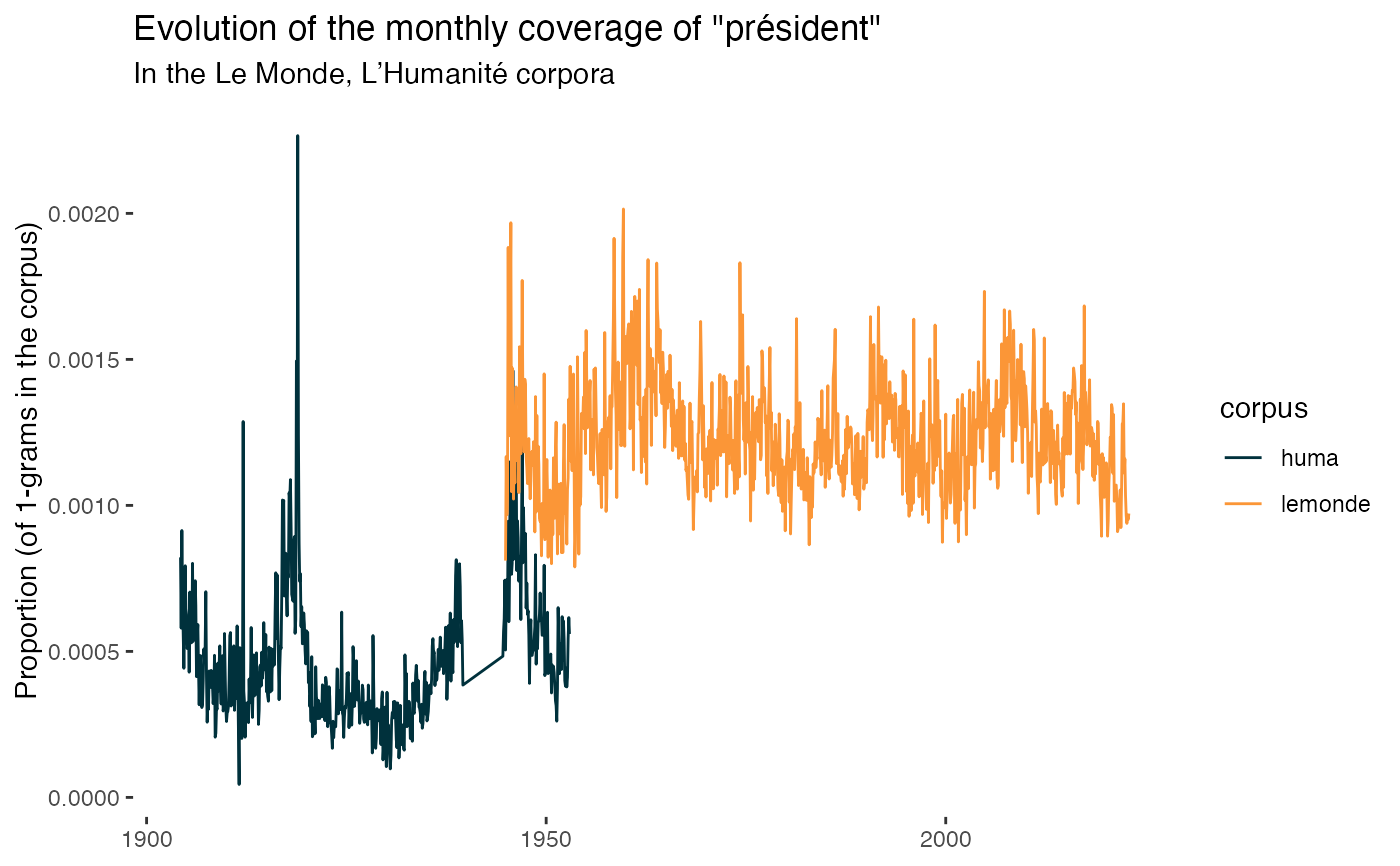 Evolution of the monthly coverage of "président"
In the Le Monde, L’Humanité corpora
Proportion (of 1-grams in the corpus)
0.0020
0.0015
0.0010
0.0005
0.0000
1900
1950
2000
corpus
huma
lemonde